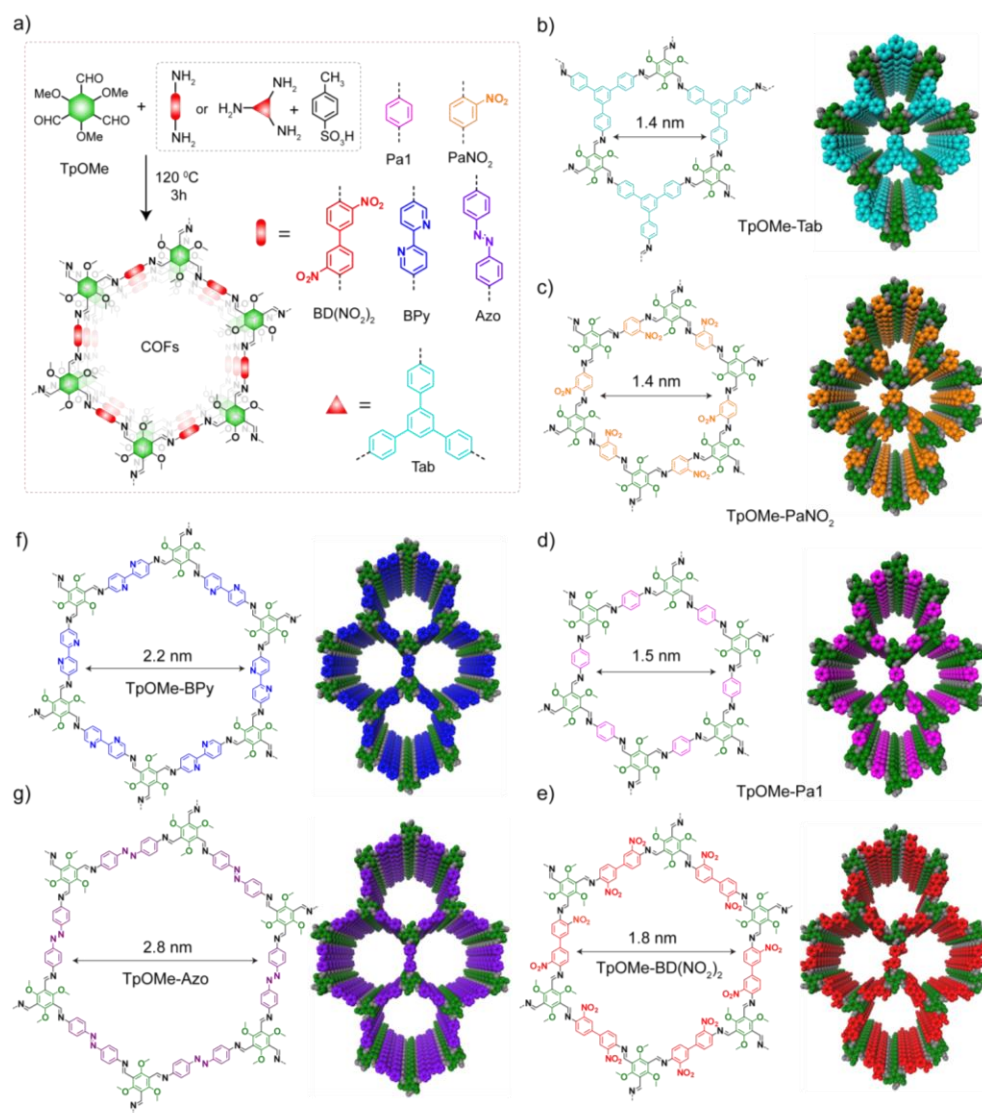 a)
CHO
MeO
OMe
OHC
CHO
OMe
TpOMe
+
NH₂
NH₂
or
NH₂
H₂N
NH₂
+
CH₃
SO₃H
120 ⁰C
3h
COFs
Pa1
NO₂
PaNO₂
=
NO₂
O₂N
BD(NO₂)₂
BPy
Azo
=
Tab
b)
1.4 nm
TpOMe-Tab
c)
1.4 nm
TpOMe-PaNO₂
f)
2.2 nm
TpOMe-BPy
d)
1.5 nm
TpOMe-Pa1
g)
2.8 nm
TpOMe-Azo
e)
1.8 nm
TpOMe-BD(NO₂)₂